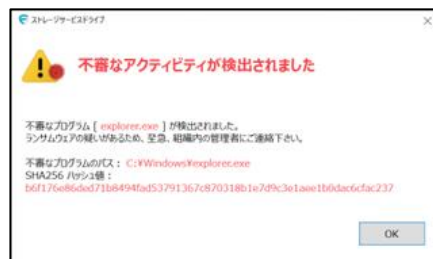 ストレージサービスドライブ
不審なアクティビティが検出されました
不審なプログラム [ explorer.exe ] が検出されました。
ランサムウェアの疑いがあるため、至急、組織内の管理者にご連絡下さい。
不審なプログラムのパス： C:¥Windows¥explorer.exe
SHA256 ハッシュ値：
b6f176e86ded71b8494fad53791367c870318b1e7d9c3e1aee1b0dac6cfac237
OK